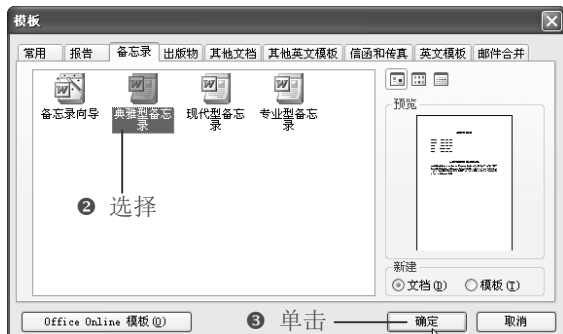 模板
常用 报告 备忘录 出版物 其他文档 其他英文模板 信函和传真 英文模板 邮件合并
备忘录向导 典雅型备忘录 现代型备忘录 专业型备忘录
预览
❷ 选择
新建
文档(D) 模板(T)
Office Online 模板(O) ❸ 单击 确定 取消